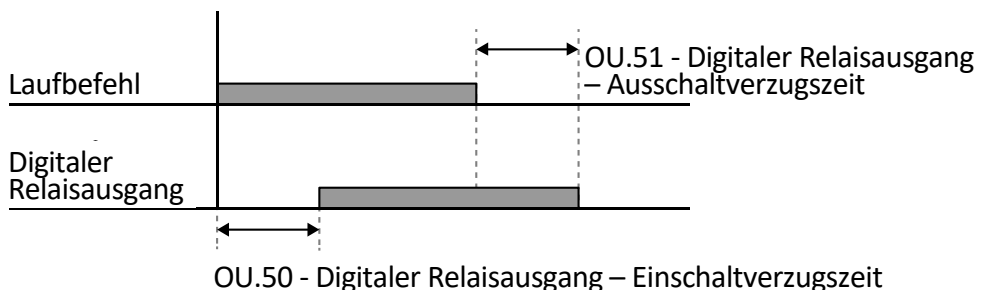 OU.51 - Digitaler Relaisausgang
– Ausschaltverzugszeit
Laufbefehl
Digitaler
Relaisausgang
OU.50 - Digitaler Relaisausgang – Einschaltverzugszeit